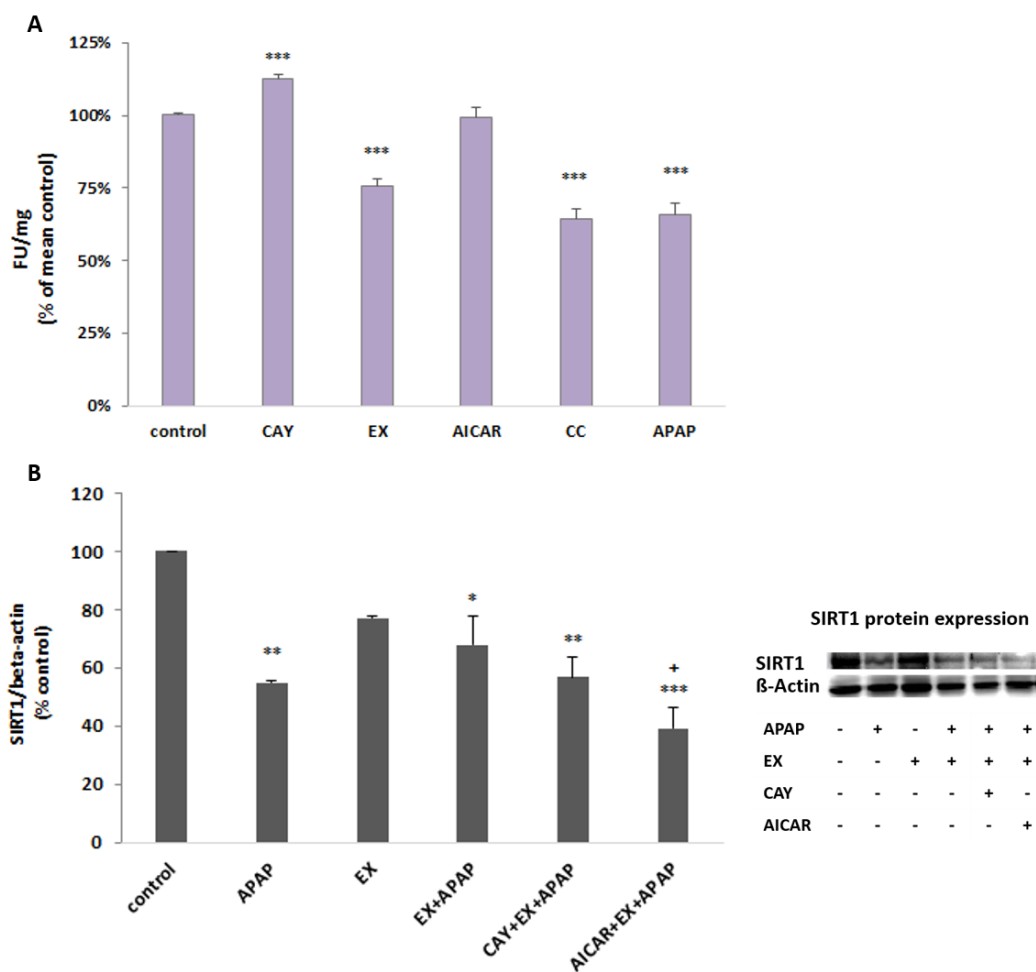 A
125%
100%
75%
50%
25%
0%
FU/mg
(% of mean control)
***
***
***
***
control CAY EX AICAR CC APAP
B
120
100
80
60
40
20
0
SIRT1/beta-actin
(% control)
**
*
**
+
***
control APAP EX EX+APAP CAY+EX+APAP AICAR+EX+APAP
SIRT1 protein expression
SIRT1
ß-Actin
APAP - + - + + +
EX - - + + + +
CAY - - - - + -
AICAR - - - - - +